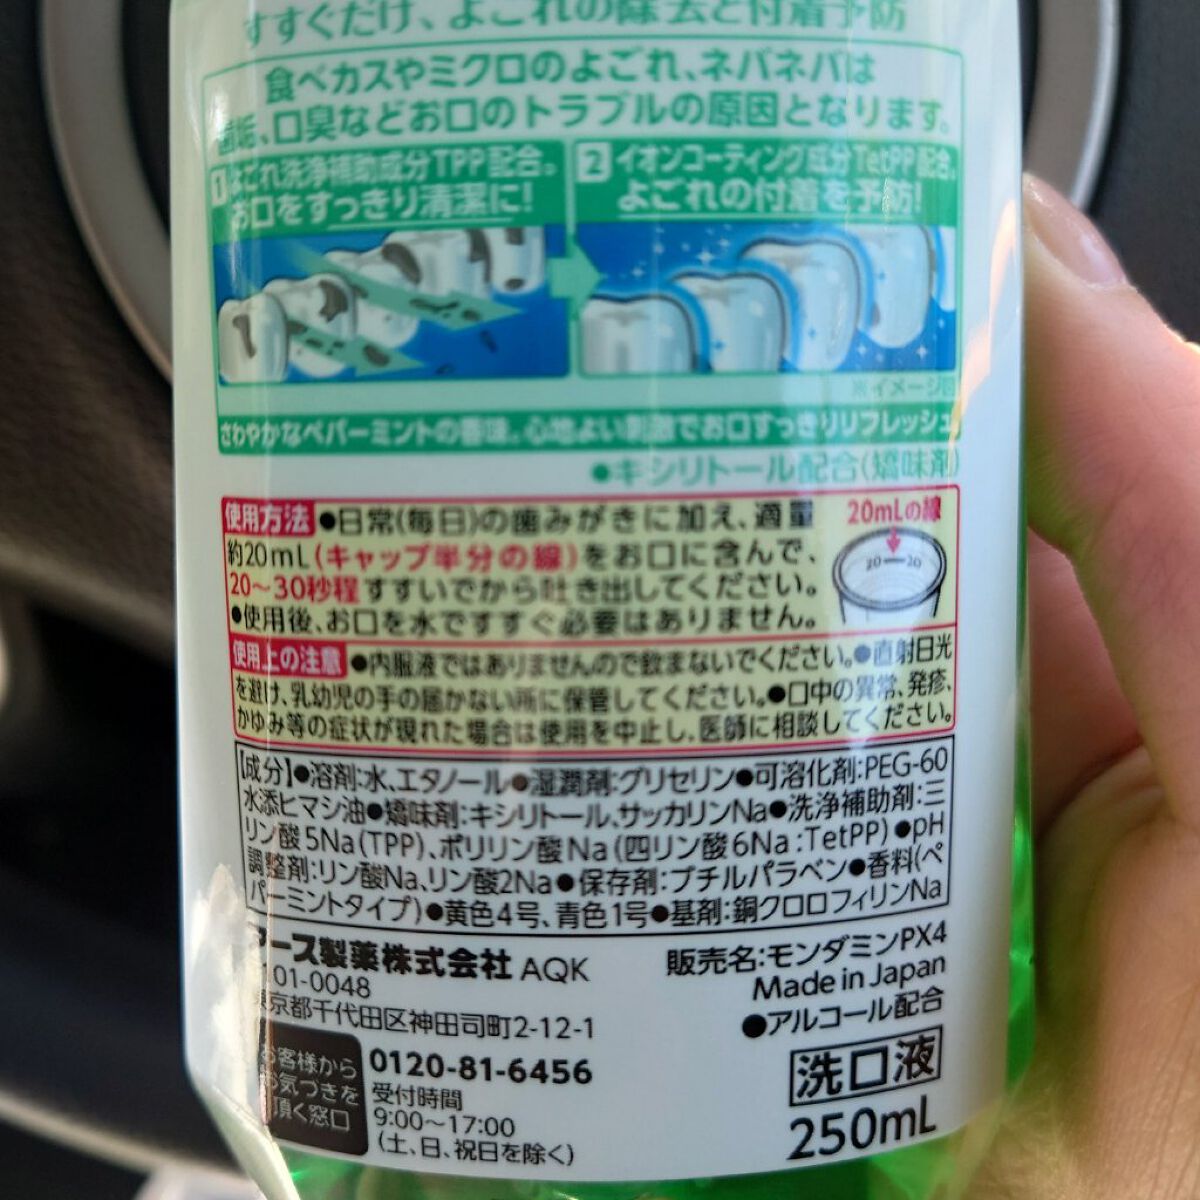 すすぐだけ、よごれの除去と付着予防
食べカスやミクロのよごれ、ネバネバは
歯垢、口臭などお口のトラブルの原因となります。
1 よごれ洗浄補助成分TPP配合。
お口をすっきり清潔に!
2 イオンコーティング成分TetPP配合。
よごれの付着を予防!
※イメージ図
さわやかなペパーミントの香味。心地よい刺激でお口すっきりリフレッシュ
●キシリトール配合(矯味剤)
使用方法 ●日常(毎日)の歯みがきに加え、適量
約20mL(キャップ半分の線)をお口に含んで、
20～30秒程すすいでから吐き出してください。
●使用後、お口を水ですすぐ必要はありません。
20mLの線
20 20
使用上の注意 ●内服液ではありませんので飲まないでください。●直射日光
を避け、乳幼児の手の届かない所に保管してください。●口中の異常、発疹、
かゆみ等の症状が現れた場合は使用を中止し、医師に相談してください。
【成分】●溶剤:水、エタノール●湿潤剤:グリセリン●可溶化剤:PEG-60
水添ヒマシ油●矯味剤:キシリトール、サッカリンNa●洗浄補助剤:三
リン酸5Na(TPP)、ポリリン酸Na(四リン酸6Na:TetPP)●pH
調整剤:リン酸Na、リン酸2Na●保存剤:ブチルパラベン●香料(ペ
パーミントタイプ)●黄色4号、青色1号●基剤:銅クロロフィリンNa
アース製薬株式会社 AQK
101-0048
東京都千代田区神田司町2-12-1
お客様から
お気づきを
頂く窓口
0120-81-6456
受付時間
9:00～17:00
(土、日、祝日を除く)
販売名:モンダミンPX4
Made in Japan
●アルコール配合
洗口液
250mL